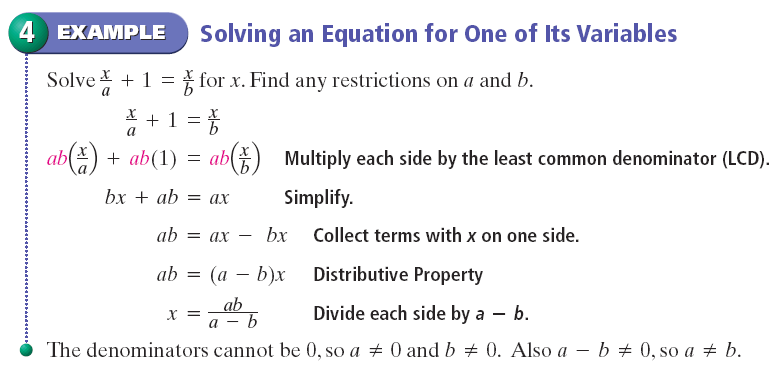 4 EXAMPLE Solving an Equation for One of Its Variables
Solve x/a + 1 = x/b for x. Find any restrictions on a and b.
x/a + 1 = x/b
ab(x/a) + ab(1) = ab(x/b) Multiply each side by the least common denominator (LCD).
bx + ab = ax Simplify.
ab = ax − bx Collect terms with x on one side.
ab = (a − b)x Distributive Property
x = ab/(a − b) Divide each side by a − b.
The denominators cannot be 0, so a ≠ 0 and b ≠ 0. Also a − b ≠ 0, so a ≠ b.